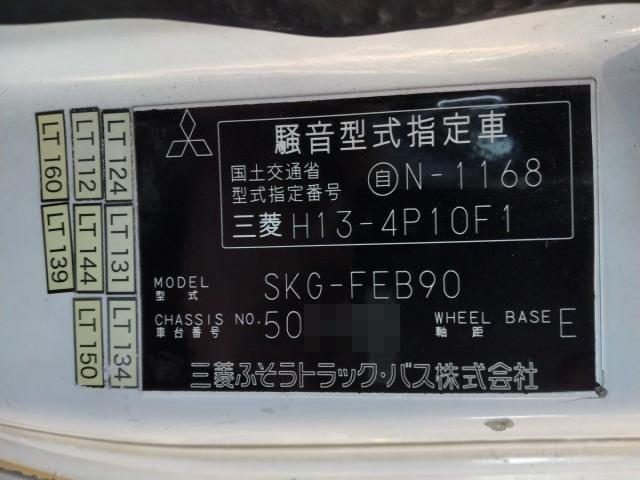 騒音型式指定車
国土交通省
型式指定番号
自 N-1168
三菱 H13-4P10F1
MODEL
型式
SKG-FEB90
CHASSIS NO.
車台番号
50
WHEEL BASE
軸距
E
三菱ふそうトラック・バス株式会社
LT 160
LT 112
LT 124
LT 139
LT 144
LT 131
LT 150
LT 134